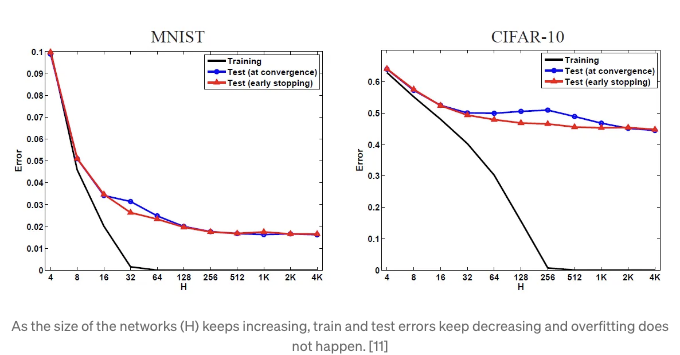 MNIST
Training
Test (at convergence)
Test (early stopping)
Error
0.1
0.09
0.08
0.07
0.06
0.05
0.04
0.03
0.02
0.01
0
4 8 16 32 64 128 256 512 1K 2K 4K
H
CIFAR-10
Training
Test (at convergence)
Test (early stopping)
Error
0.6
0.5
0.4
0.3
0.2
0.1
0
4 8 16 32 64 128 256 512 1K 2K 4K
H
As the size of the networks (H) keeps increasing, train and test errors keep decreasing and overfitting does
not happen. [11]